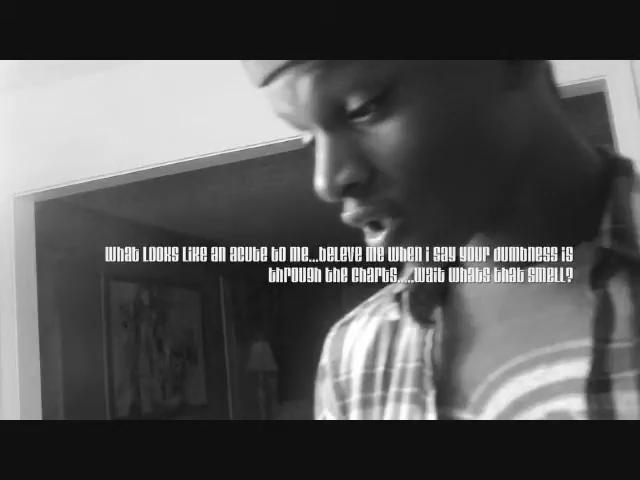 What looks like an acute to me...beleve me when i say your dumbness is
through the charts.....wait whats that smell?